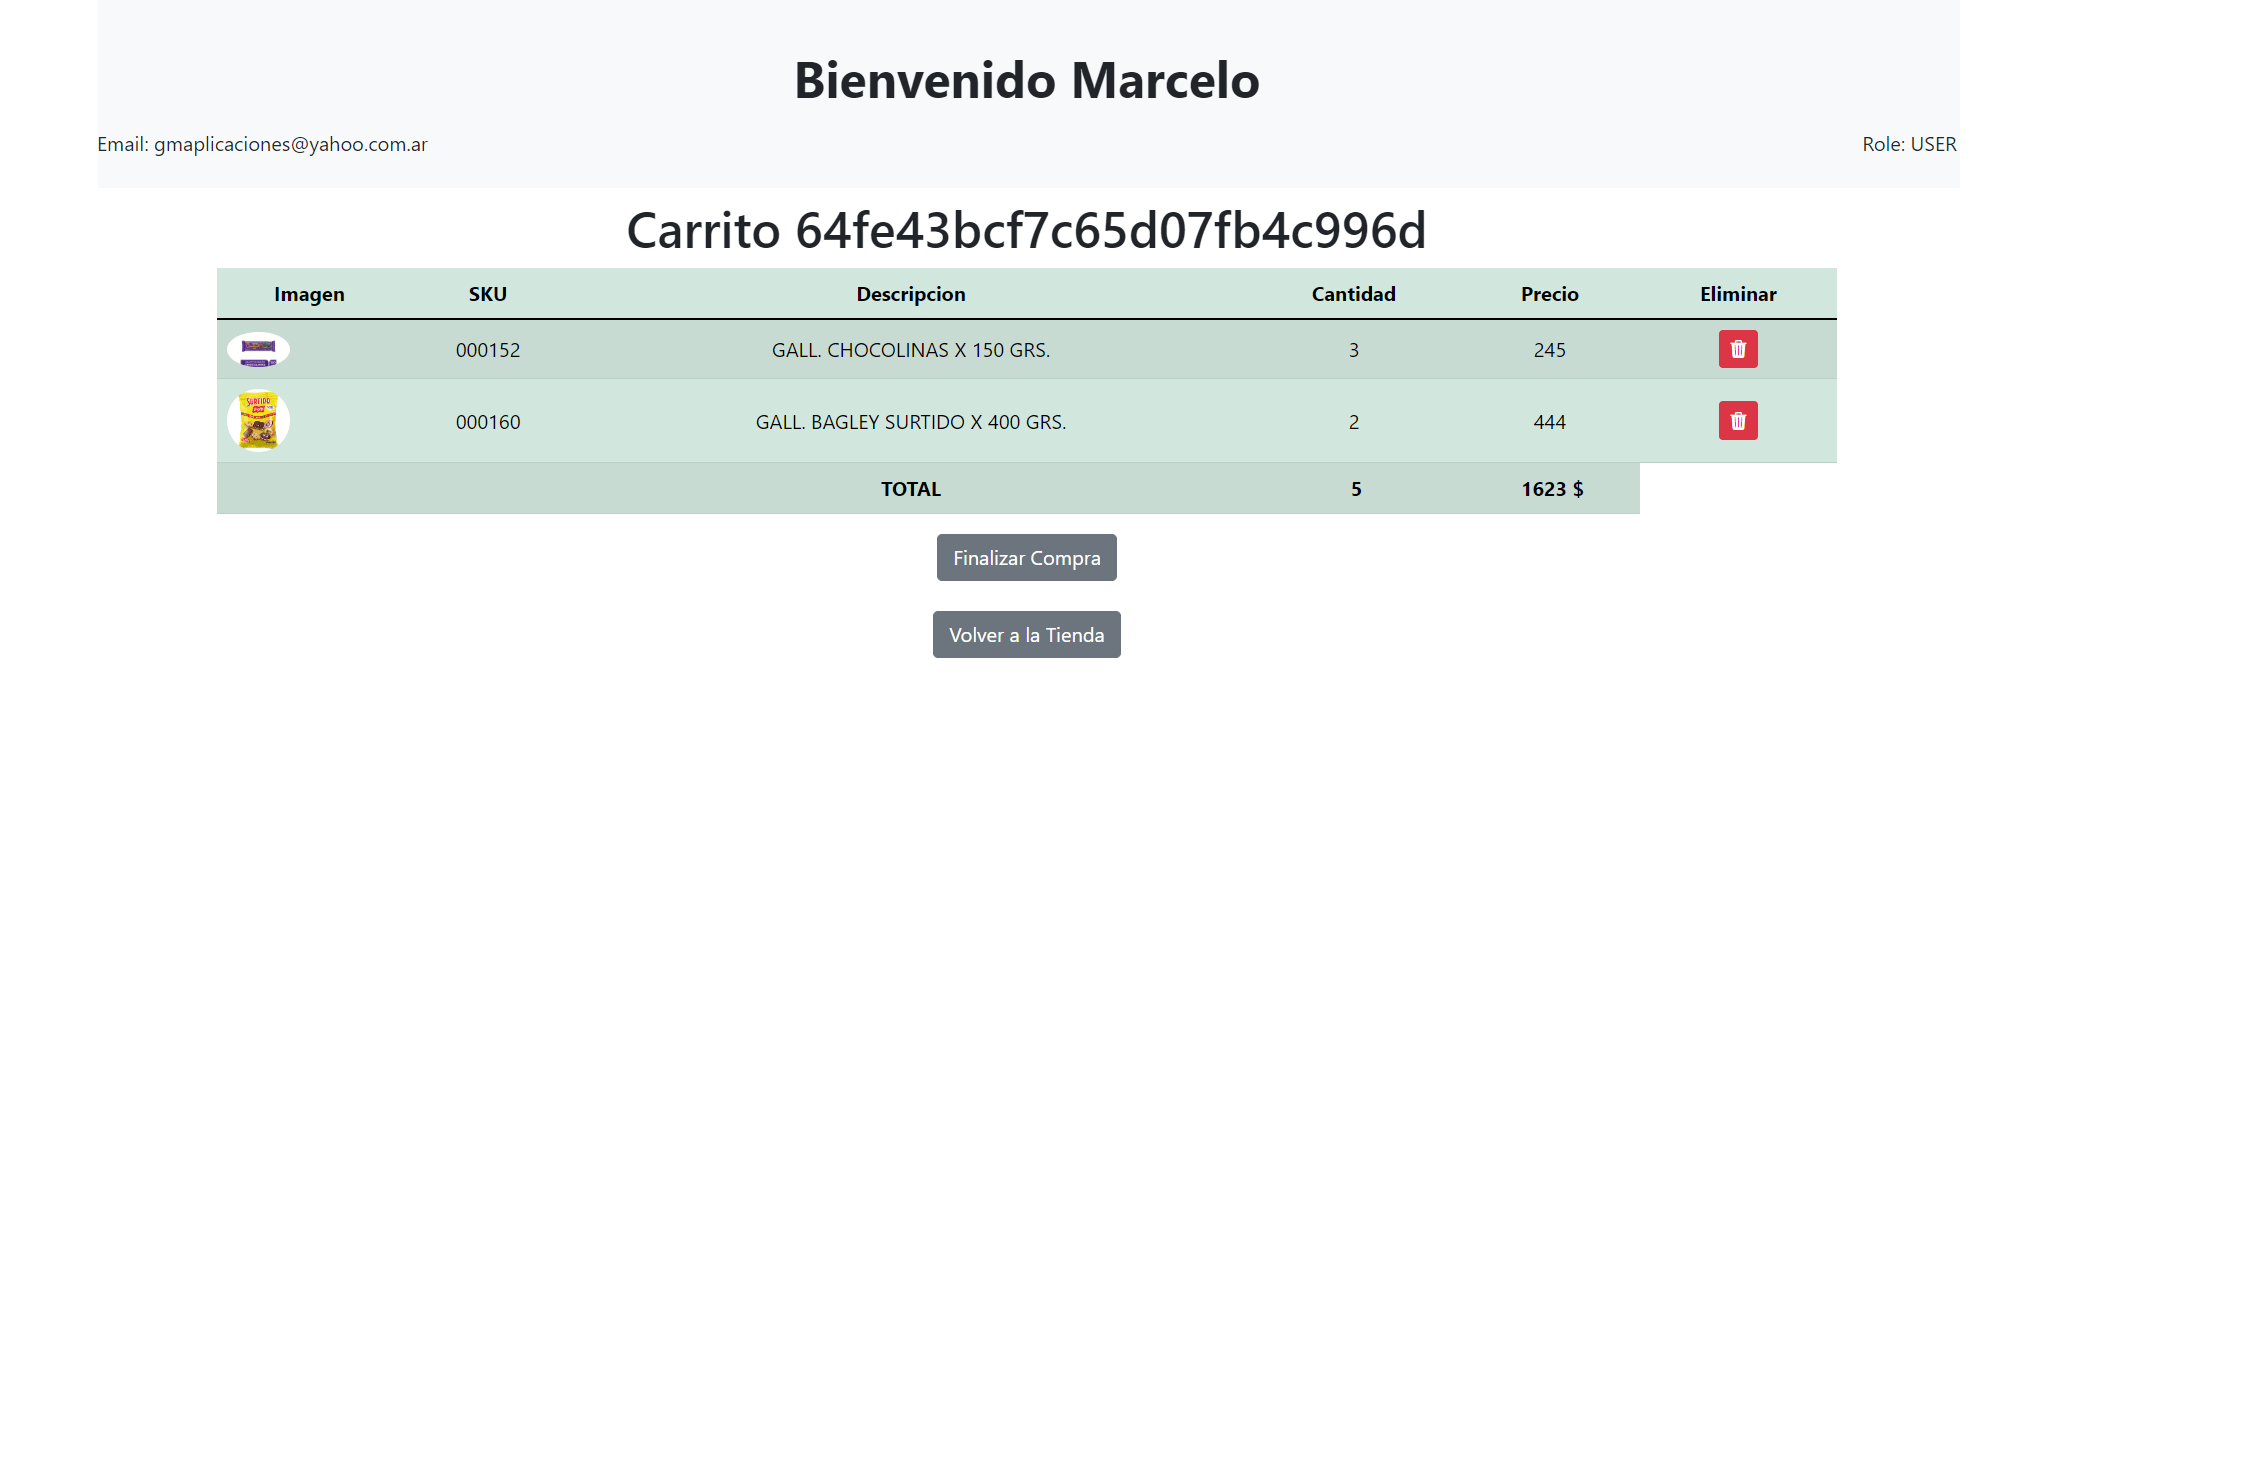 Bienvenido Marcelo
Email: gmaplicaciones@yahoo.com.ar Role: USER
Carrito 64fe43bcf7c65d07fb4c996d
Imagen SKU Descripcion Cantidad Precio Eliminar
000152 GALL. CHOCOLINAS X 150 GRS. 3 245
SURTIDO
000160 GALL. BAGLEY SURTIDO X 400 GRS. 2 444
TOTAL 5 1623 $
Finalizar Compra
Volver a la Tienda